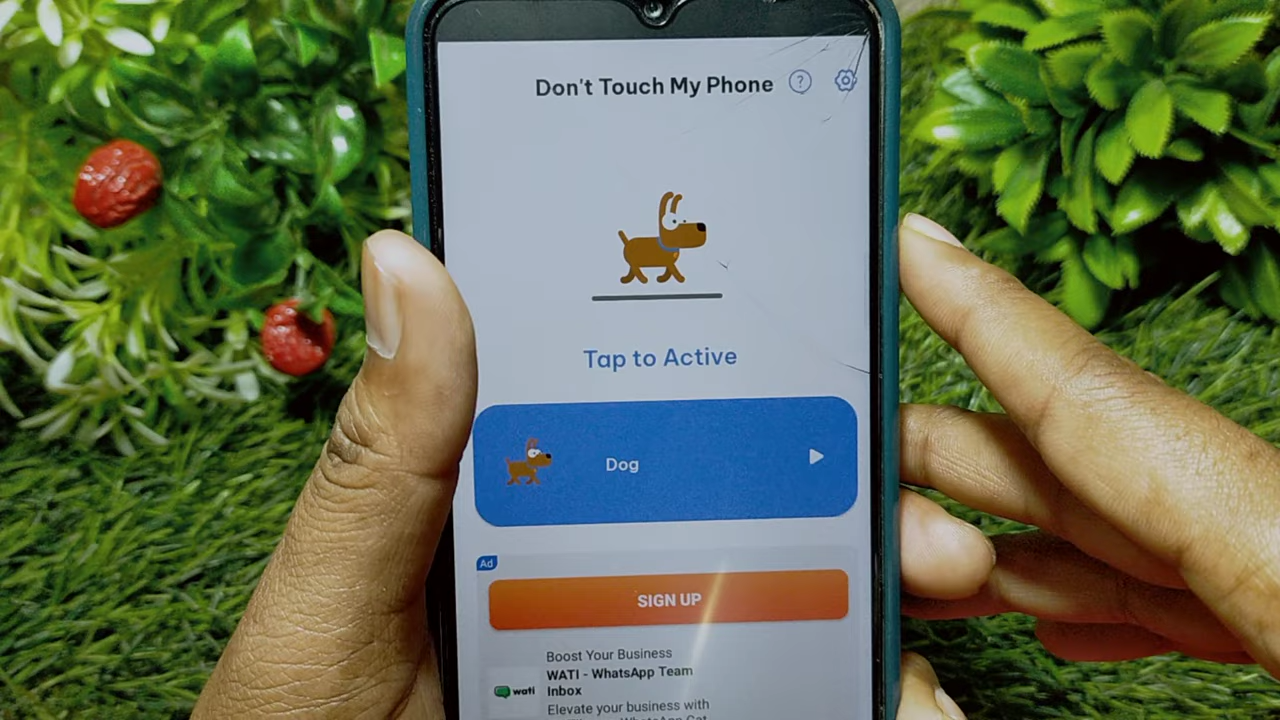 Don't Touch My Phone
Tap to Active
Dog
Ad
SIGN UP
Boost Your Business
WATI - WhatsApp Team
Inbox
wati
Elevate your business with